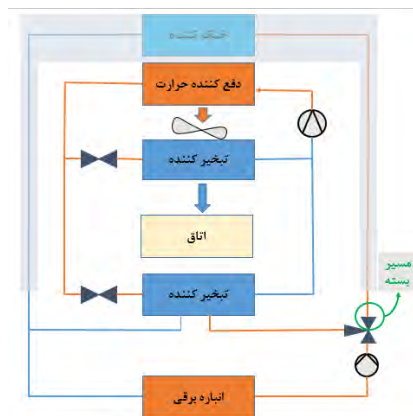 خنک کننده
دفع کننده حرارت
تبخیر کننده
اتاق
تبخیر کننده
مسیر
بسته
انباره برقی